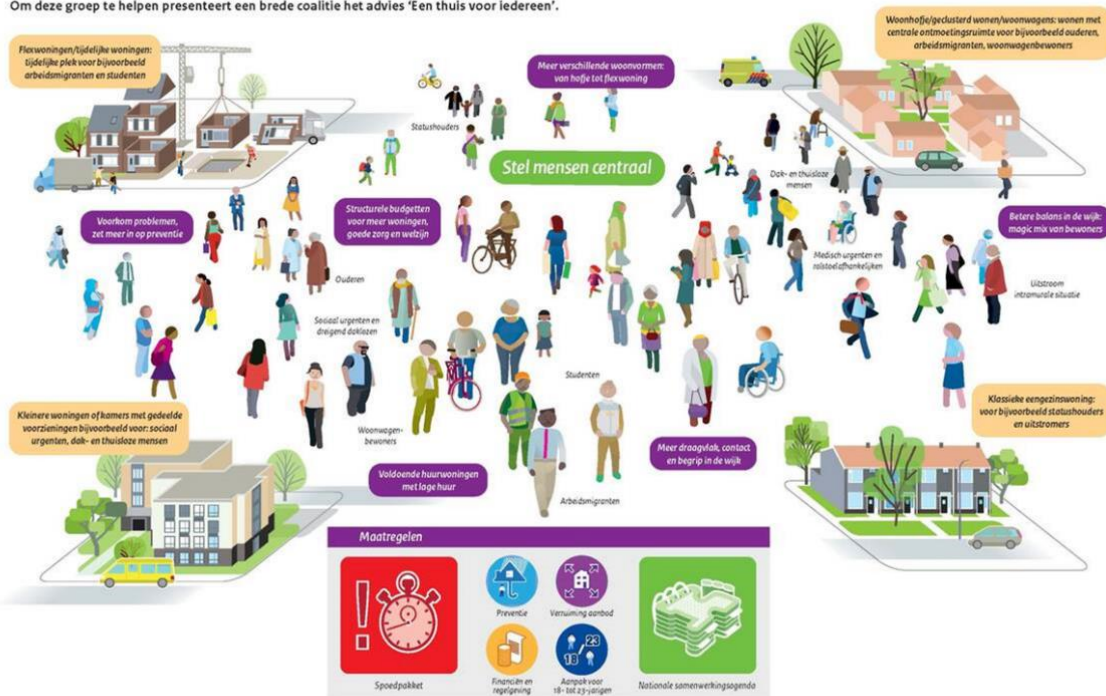 Om deze groep te helpen presenteert een brede coalitie het advies ‘Een thuis voor iedereen’.
Flexwoningen/tijdelijke woningen:
tijdelijke plek voor bijvoorbeeld
arbeidsmigranten en studenten
Meer verschillende woonvormen:
van hofje tot flexwoning
Woonhofje/geclusterd wonen/woonwagens: wonen met
centrale ontmoetingsruimte voor bijvoorbeeld ouderen,
arbeidsmigranten, woonwagenbewoners
Statushouders
Stel mensen centraal
Dak- en thuisloze
mensen
Voorkom problemen,
zet meer in op preventie
Structurele budgetten
voor meer woningen,
goede zorg en welzijn
Betere balans in de wijk:
magic mix van bewoners
Ouderen
Medisch urgenten en
rolstoelafhankelijken
Uitstroom
intramurale situatie
Sociaal urgenten en
dreigend daklozen
Studenten
Kleinere woningen of kamers met gedeelde
voorzieningen bijvoorbeeld voor: sociaal
urgenten, dak- en thuisloze mensen
Klassieke eengezinswoning:
voor bijvoorbeeld statushouders
en uitstromers
Woonwagen-
bewoners
Meer draagvlak, contact
en begrip in de wijk
Voldoende huurwoningen
met lage huur
Arbeidsmigranten
Maatregelen
Preventie
Verruiming aanbod
18 / 23
Spoedpakket
Financiën en
regelgeving
Aanpak voor
18- tot 23-jarigen
Nationale samenwerkingsagenda